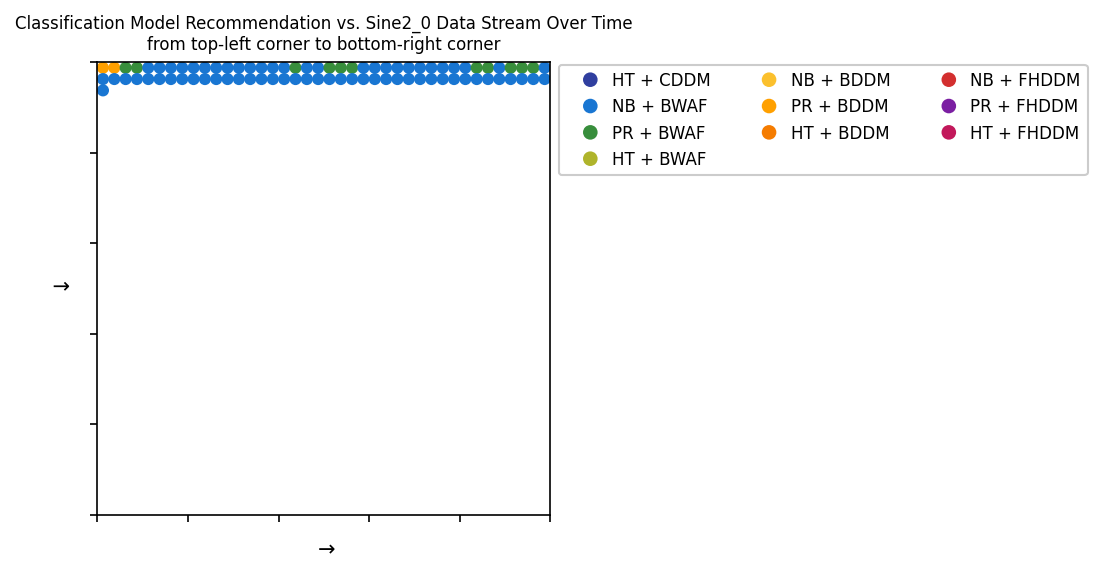 Classification Model Recommendation vs. Sine2_0 Data Stream Over Time
from top-left corner to bottom-right corner
HT + CDDM
NB + BWAF
PR + BWAF
HT + BWAF
NB + BDDM
PR + BDDM
HT + BDDM
NB + FHDDM
PR + FHDDM
HT + FHDDM
→
→